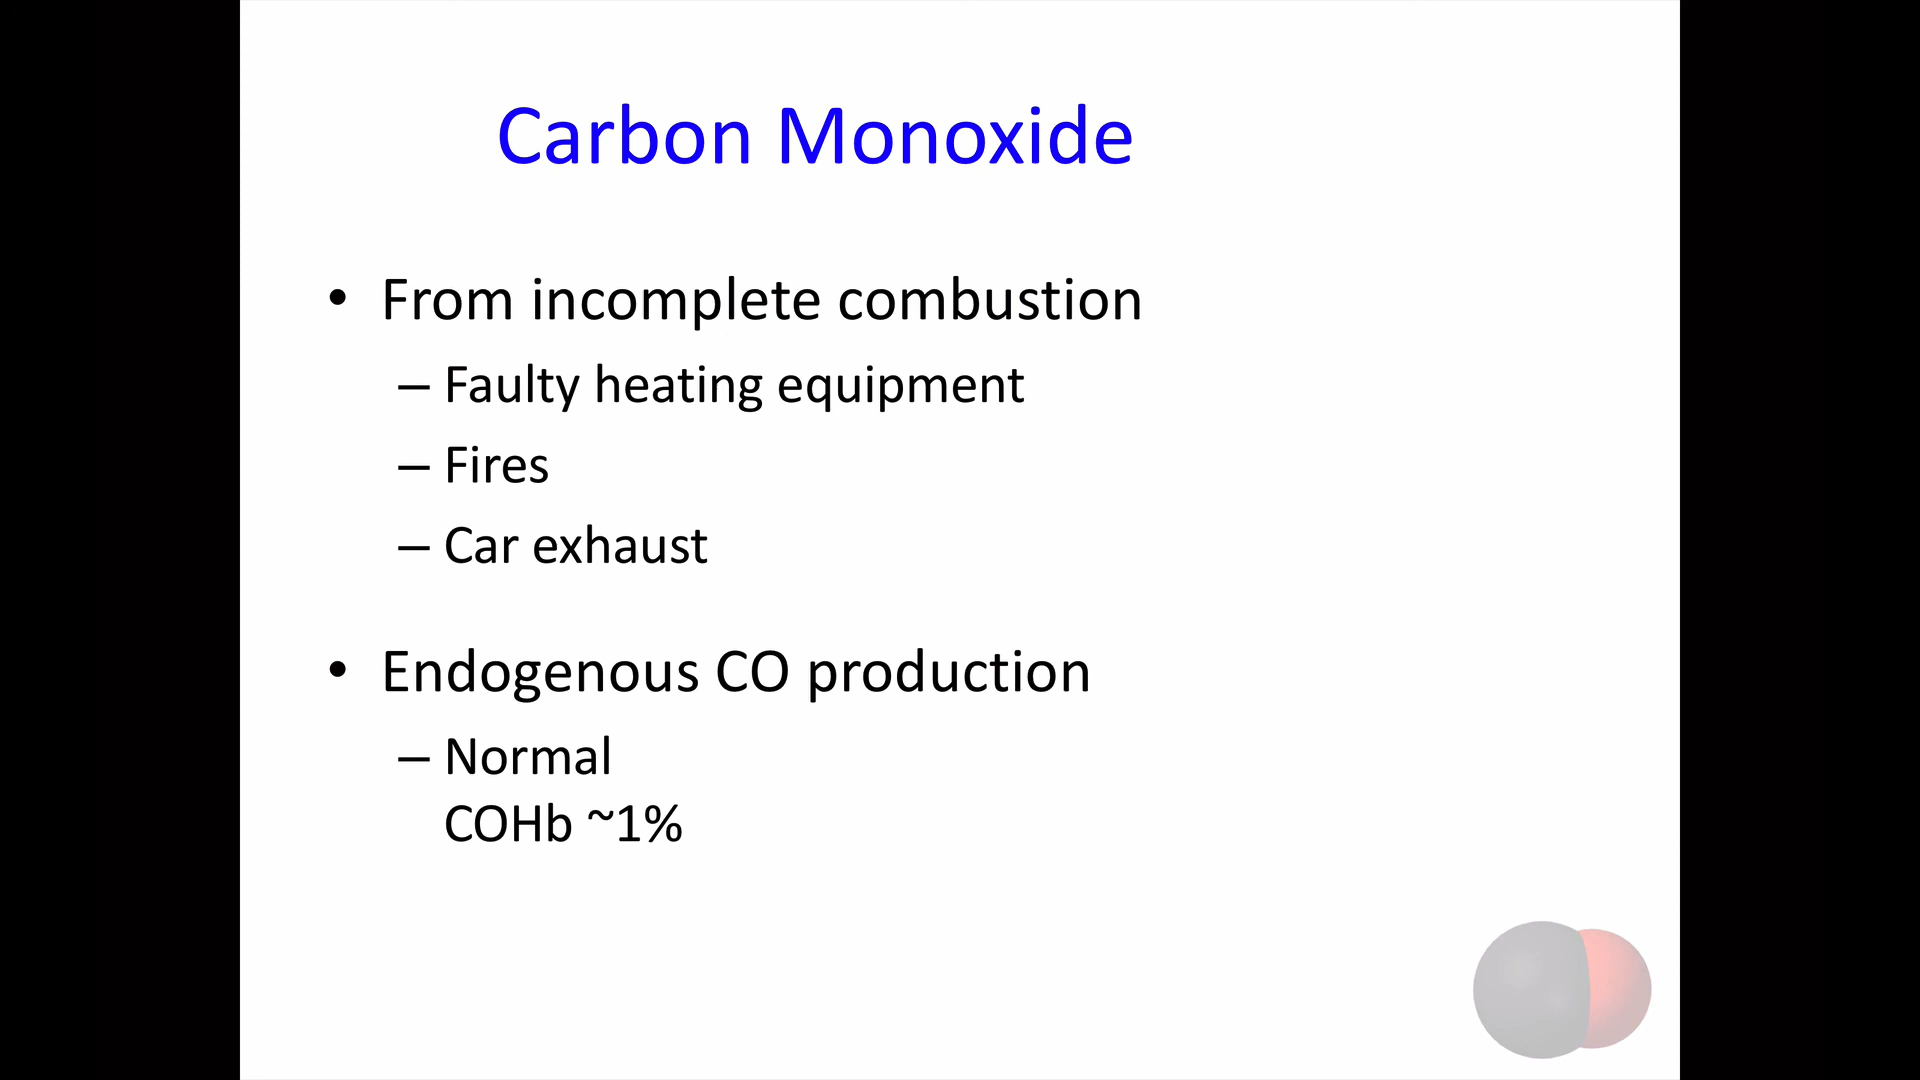 Carbon Monoxide
• From incomplete combustion
– Faulty heating equipment
– Fires
– Car exhaust
• Endogenous CO production
– Normal
COHb ~1%